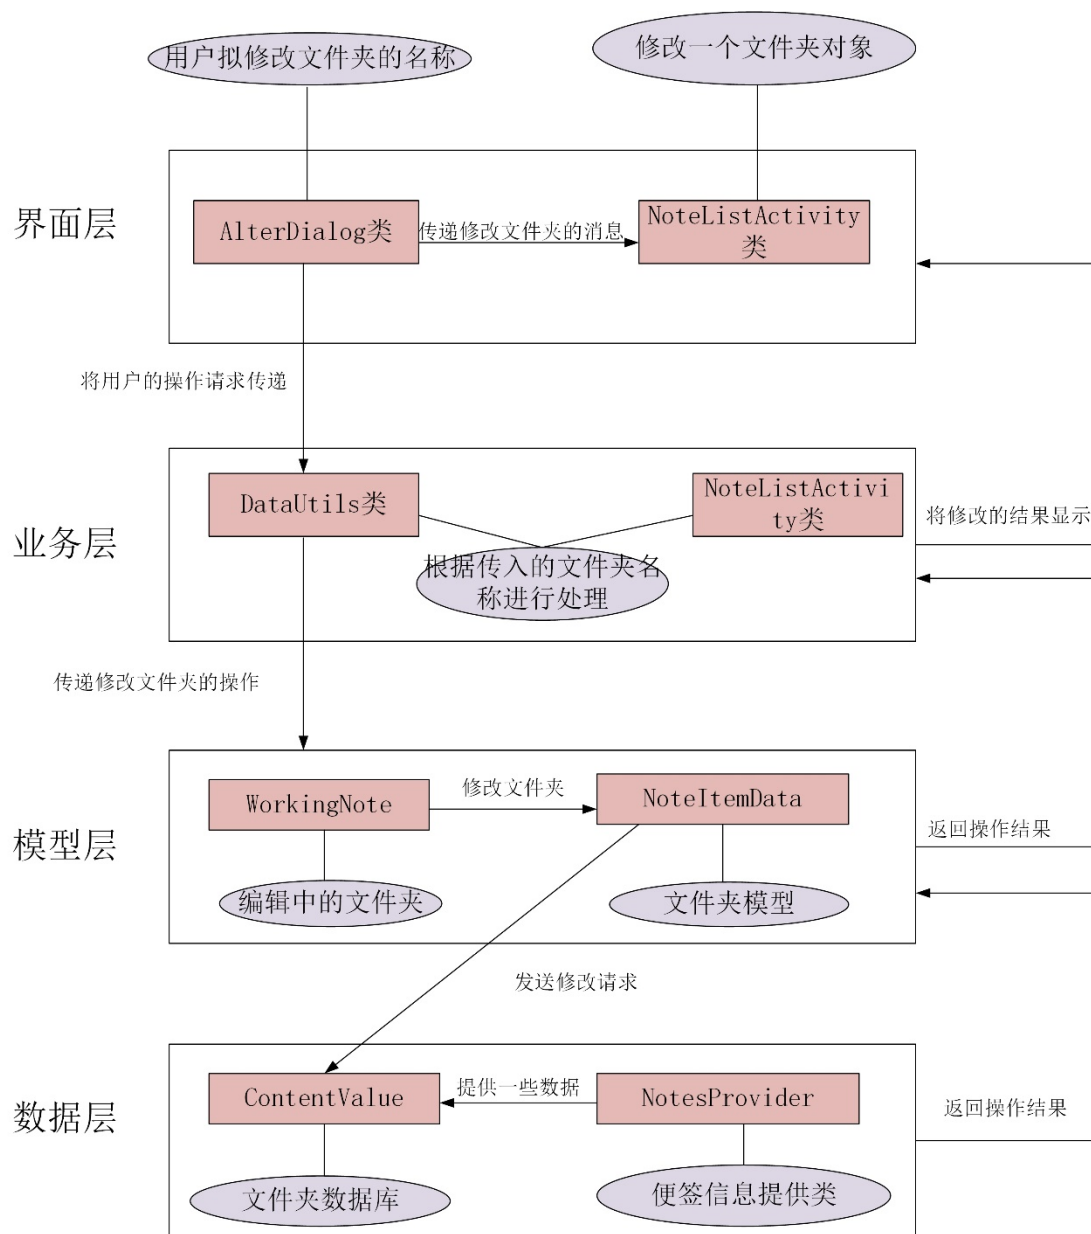 用户拟修改文件夹的名称
修改一个文件夹对象
界面层
AlterDialog类
传递修改文件夹的消息
NoteListActivity
类
将用户的操作请求传递
业务层
DataUtils类
NoteListActivi
ty类
根据传入的文件夹名
称进行处理
将修改的结果显示
传递修改文件夹的操作
模型层
WorkingNote
修改文件夹
NoteItemData
编辑中的文件夹
文件夹模型
返回操作结果
发送修改请求
数据层
ContentValue
提供一些数据
NotesProvider
文件夹数据库
便签信息提供类
返回操作结果